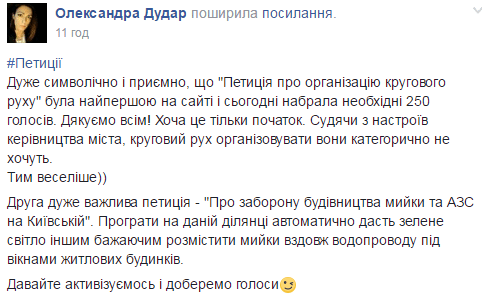 Олександра Дудар поширила посилання.
11 год
#Петиції
Дуже символічно і приємно, що "Петиція про організацію кругового
руху" була найпершою на сайті і сьогодні набрала необхідні 250
голосів. Дякуємо всім! Хоча це тільки початок. Судячи з настроїв
керівництва міста, круговий рух організовувати вони категорично не
хочуть.
Тим веселіше))
Друга дуже важлива петиція - "Про заборону будівництва мийки та АЗС
на Київській". Програти на даній ділянці автоматично дасть зелене
світло іншим бажаючим розмістити мийки вздовж водопроводу під
вікнами житлових будинків.
Давайте активізуємось і доберемо голоси😉